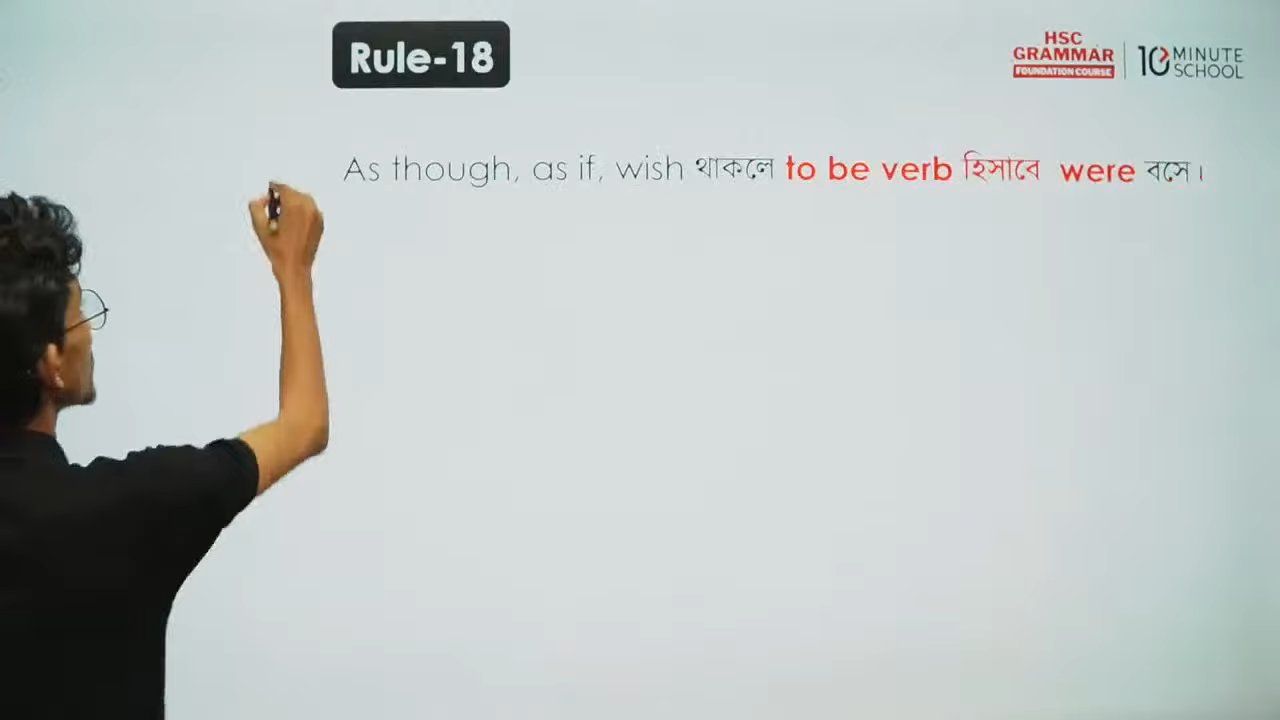 Rule-18
HSC
GRAMMAR
FOUNDATION COURSE
10 MINUTE
SCHOOL
As though, as if, wish থাকলে to be verb হিসাবে were বসে।